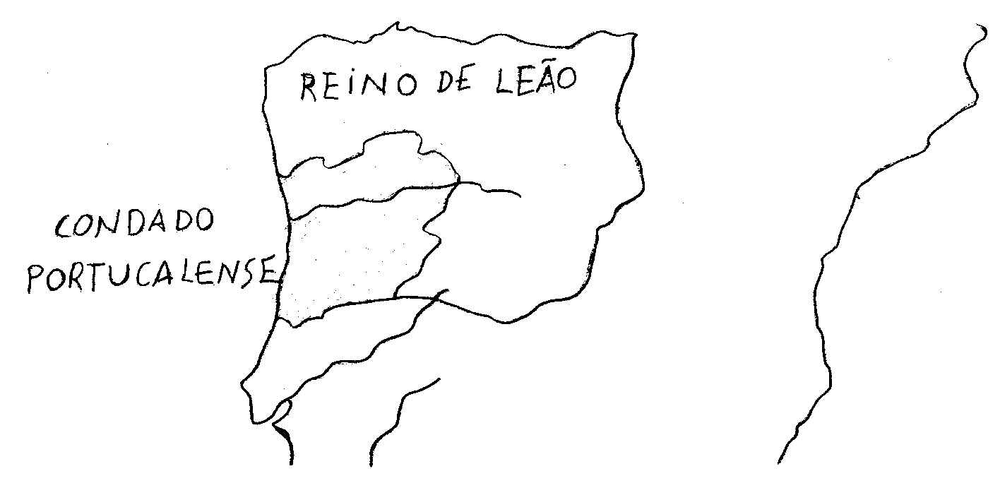 REINO DE LEÃO
CONDADO
PORTUCALENSE